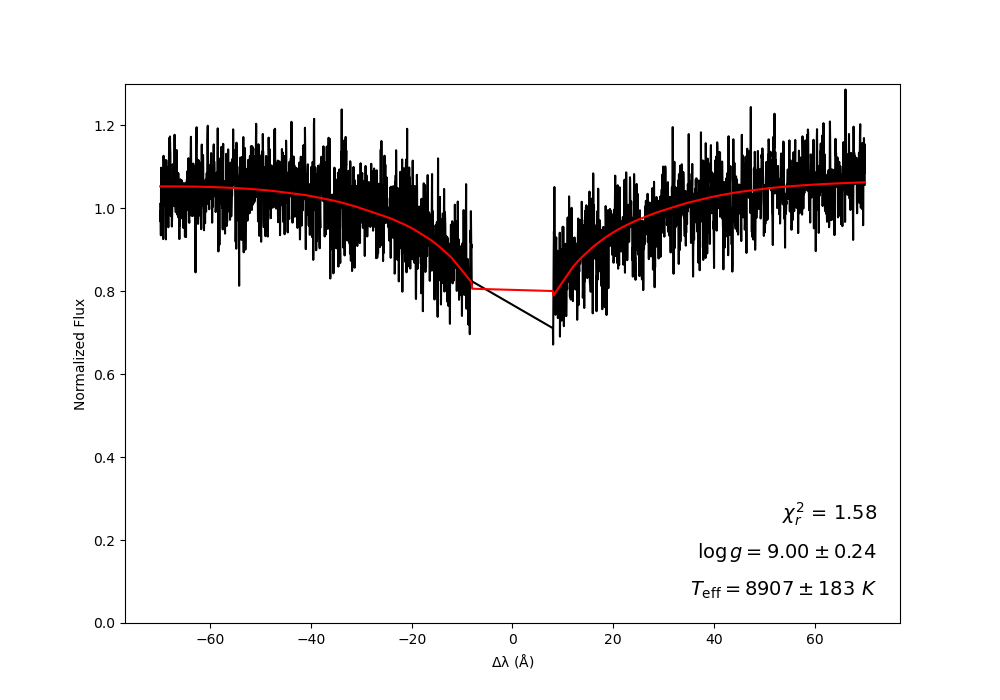 1.2
1.0
0.8
0.6
0.4
0.2
0.0
Normalized Flux
χ²ᵣ = 1.58
log g = 9.00 ± 0.24
T_eff = 8907 ± 183 K
−60 −40 −20 0 20 40 60
Δλ (Å)